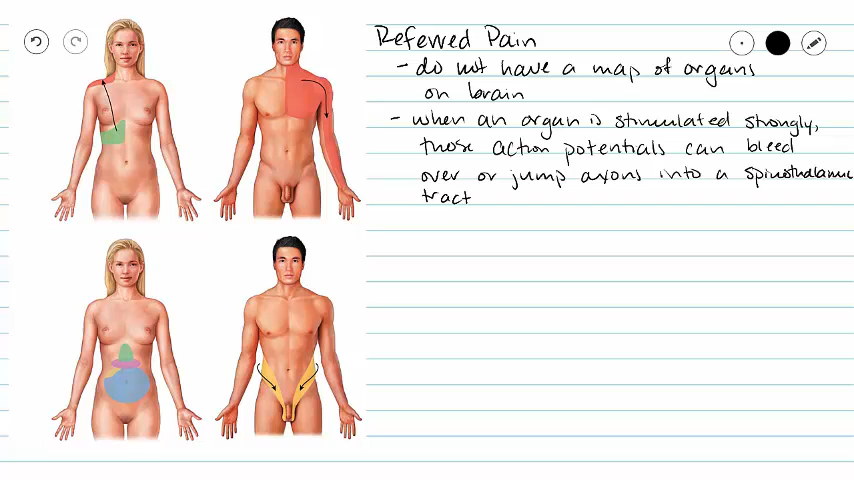 Referred Pain
- do not have a map of organs
on brain
- when an organ is stimulated strongly,
those action potentials can bleed
over or jump axons into a spinothalamic
tract